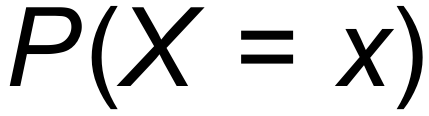 P(X = x)